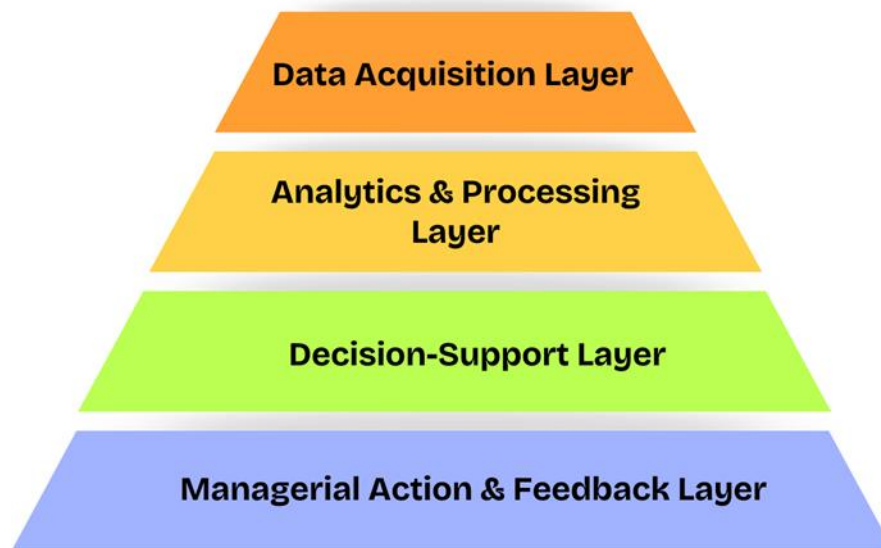 Data Acquisition Layer
Analytics & Processing
Layer
Decision-Support Layer
Managerial Action & Feedback Layer